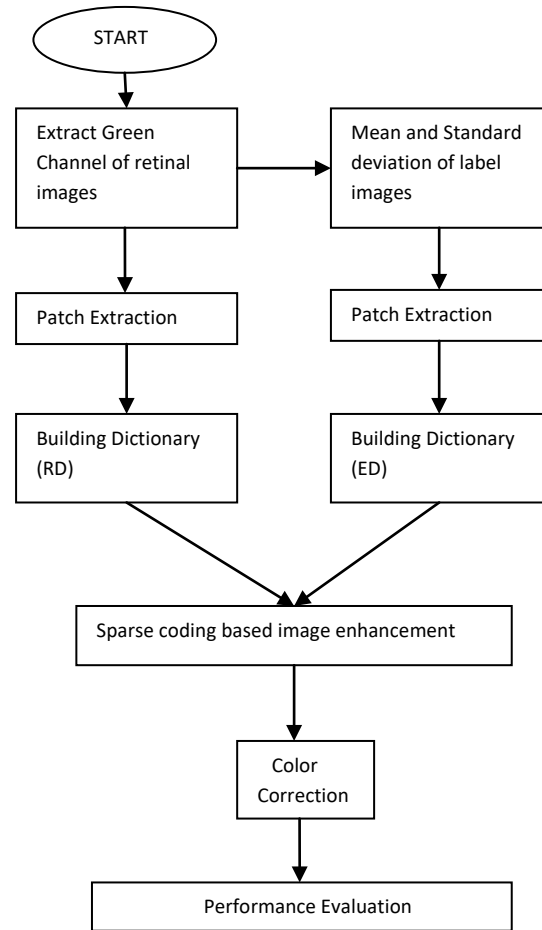 START
Extract Green
Channel of retinal
images
Mean and Standard
deviation of label
images
Patch Extraction
Patch Extraction
Building Dictionary
(RD)
Building Dictionary
(ED)
Sparse coding based image enhancement
Color
Correction
Performance Evaluation